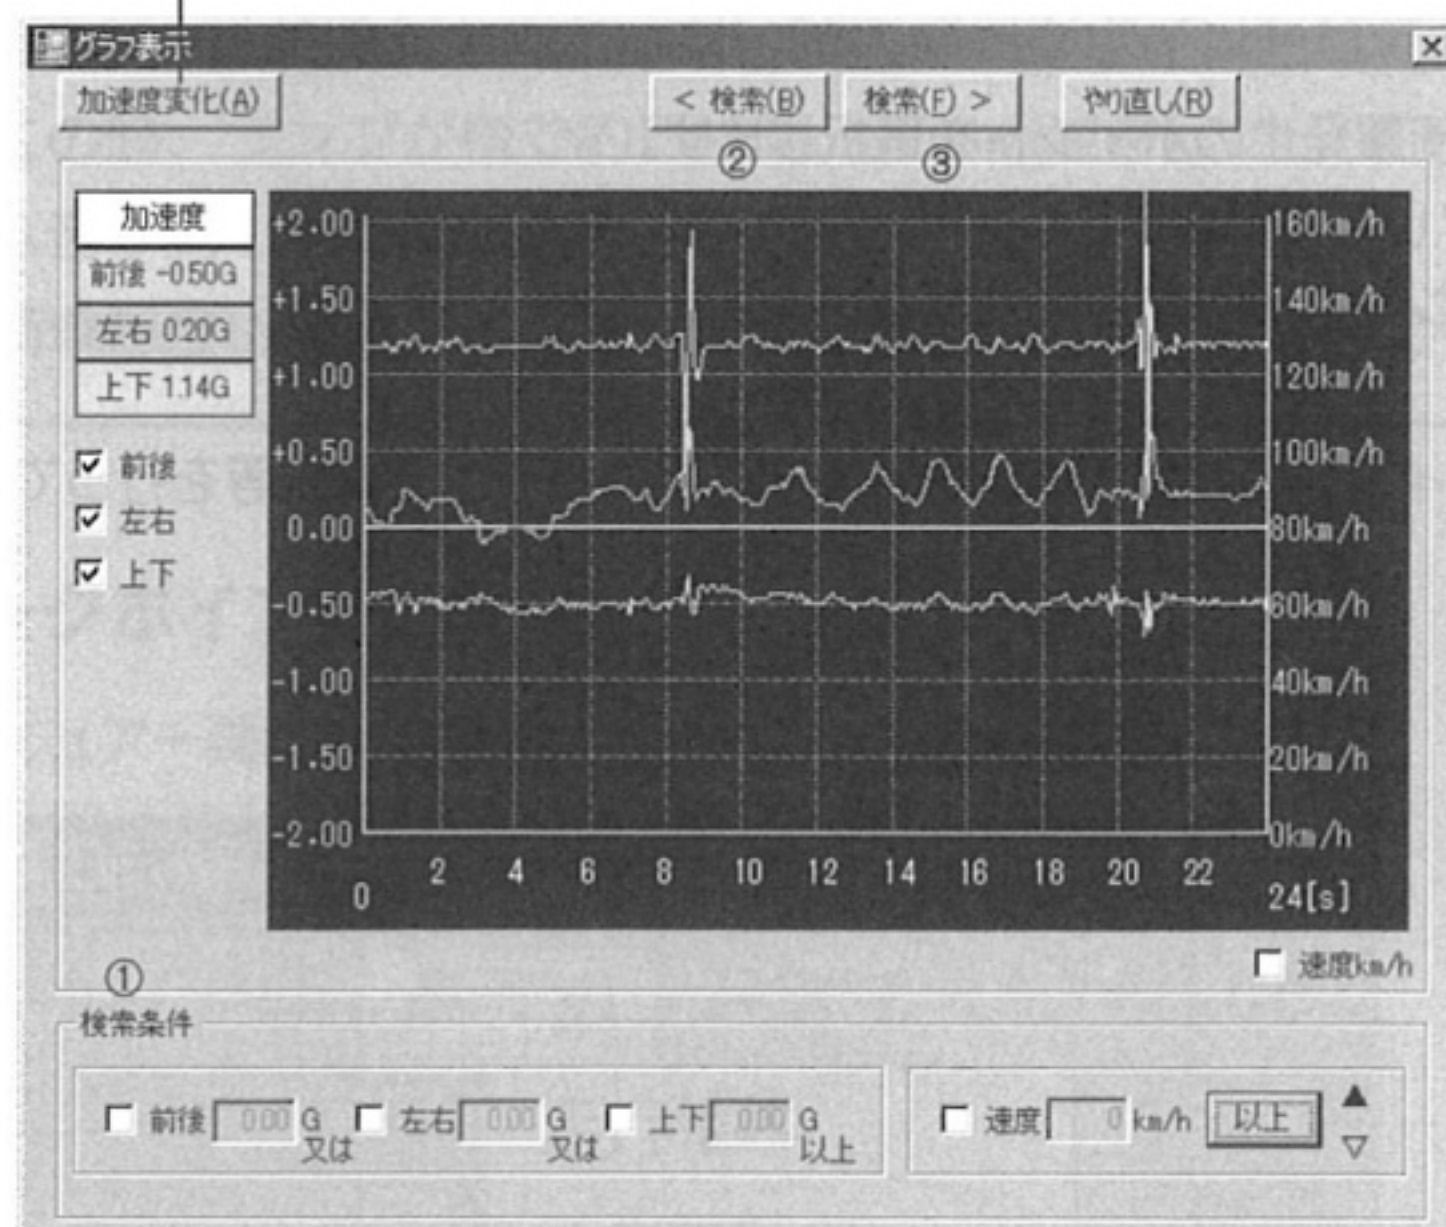 グラフ表示
加速度変化(A)
< 検索(B)
検索(F) >
やり直し(R)
②
③
加速度
前後 -0.50G
左右 0.20G
上下 1.14G
前後
左右
上下
+2.00
+1.50
+1.00
+0.50
0.00
-0.50
-1.00
-1.50
-2.00
160km/h
140km/h
120km/h
100km/h
80km/h
60km/h
40km/h
20km/h
0km/h
0 2 4 6 8 10 12 14 16 18 20 22 24[s]
速度km/h
①
検索条件
前後 0.00 G 又は
左右 0.00 G 又は
上下 0.00 G 以上
速度 0 km/h 以上